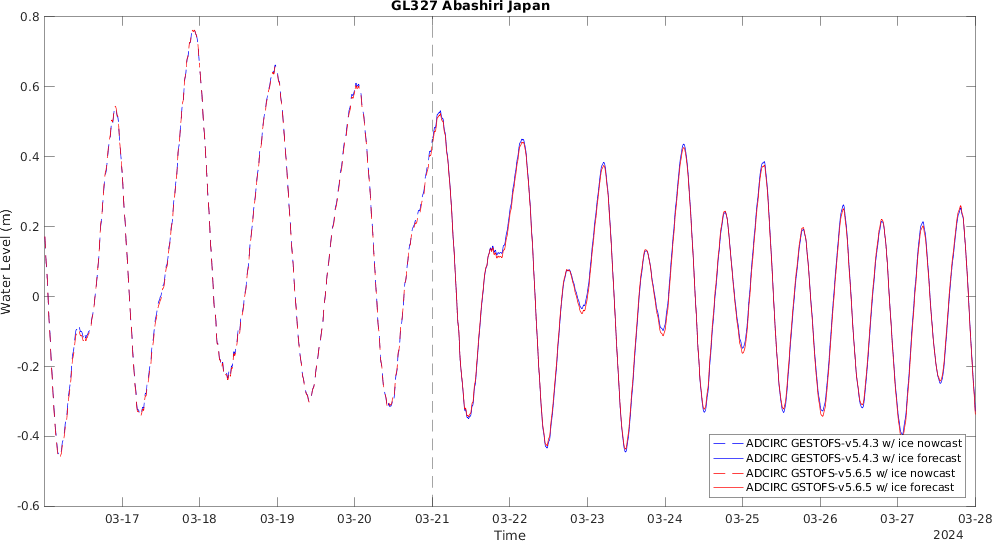 GL327 Abashiri Japan
0.8
0.6
0.4
0.2
0
-0.2
-0.4
-0.6
Water Level (m)
ADCIRC GESTOFS-v5.4.3 w/ ice nowcast
ADCIRC GESTOFS-v5.4.3 w/ ice forecast
ADCIRC GSTOFS-v5.6.5 w/ ice nowcast
ADCIRC GSTOFS-v5.6.5 w/ ice forecast
03-17 03-18 03-19 03-20 03-21 03-22 03-23 03-24 03-25 03-26 03-27 03-28
Time
2024